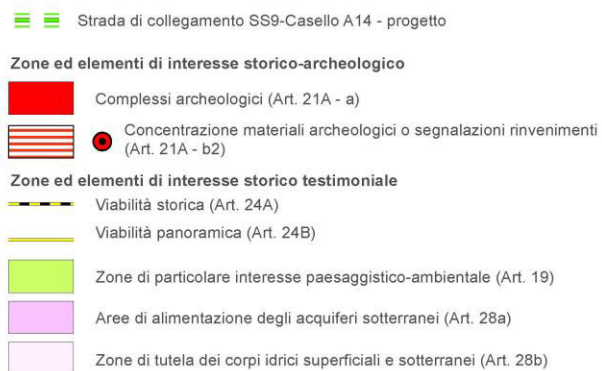 Strada di collegamento SS9-Casello A14 - progetto
Zone ed elementi di interesse storico-archeologico
Complessi archeologici (Art. 21A - a)
Concentrazione materiali archeologici o segnalazioni rinvenimenti
(Art. 21A - b2)
Zone ed elementi di interesse storico testimoniale
Viabilità storica (Art. 24A)
Viabilità panoramica (Art. 24B)
Zone di particolare interesse paesaggistico-ambientale (Art. 19)
Aree di alimentazione degli acquiferi sotterranei (Art. 28a)
Zone di tutela dei corpi idrici superficiali e sotterranei (Art. 28b)